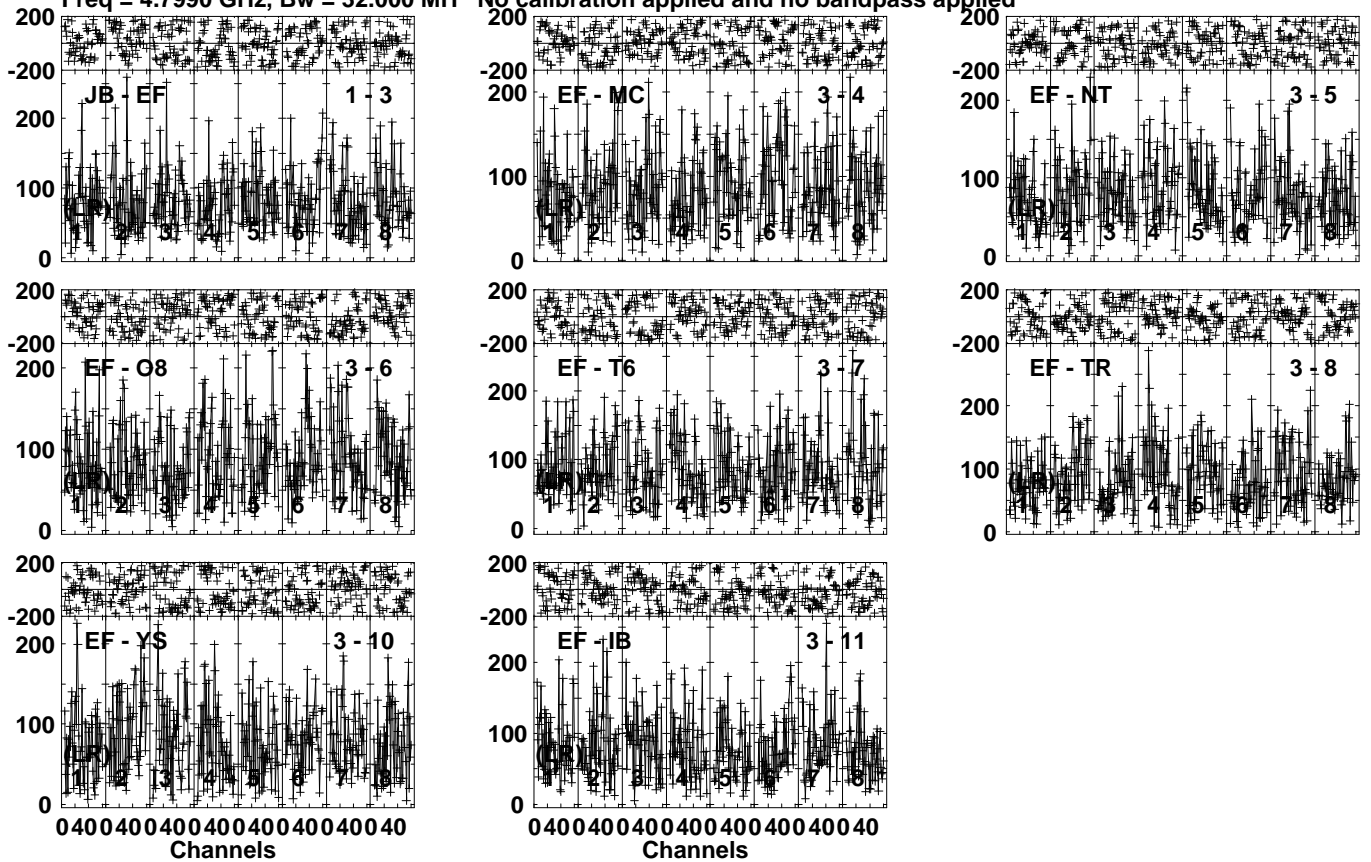 Freq = 4.7990 GHz, Bw = 32.000 MH No calibration applied and no bandpass applied
200 200 200
-200 -200 -200
JB - EF 1 - 3 EF - MC 3 - 4 EF - NT 3 - 5
200 200 200
100 100 100
(LR) (LR) (LR)
1 2 3 4 5 6 7 8 1 2 3 4 5 6 7 8 1 2 3 4 5 6 7 8
0 0 0
200 200 200
-200 -200 -200
EF - O8 3 - 6 EF - T6 3 - 7 EF - TR 3 - 8
200 200 200
100 100 100
(LR) (LR) (LR)
1 2 3 4 5 6 7 8 1 2 3 4 5 6 7 8 1 2 3 4 5 6 7 8
0 0 0
200 200
-200 -200
EF - YS 3 - 10 EF - IB 3 - 11
200 200
100 100
(LR) (LR)
1 2 3 4 5 6 7 8 1 2 3 4 5 6 7 8
0 0
0 40 0 40 0 40 0 40 0 40 0 40 0 40 0 40 0 40 0 40 0 40 0 40 0 40 0 40 0 40 0 40
Channels Channels